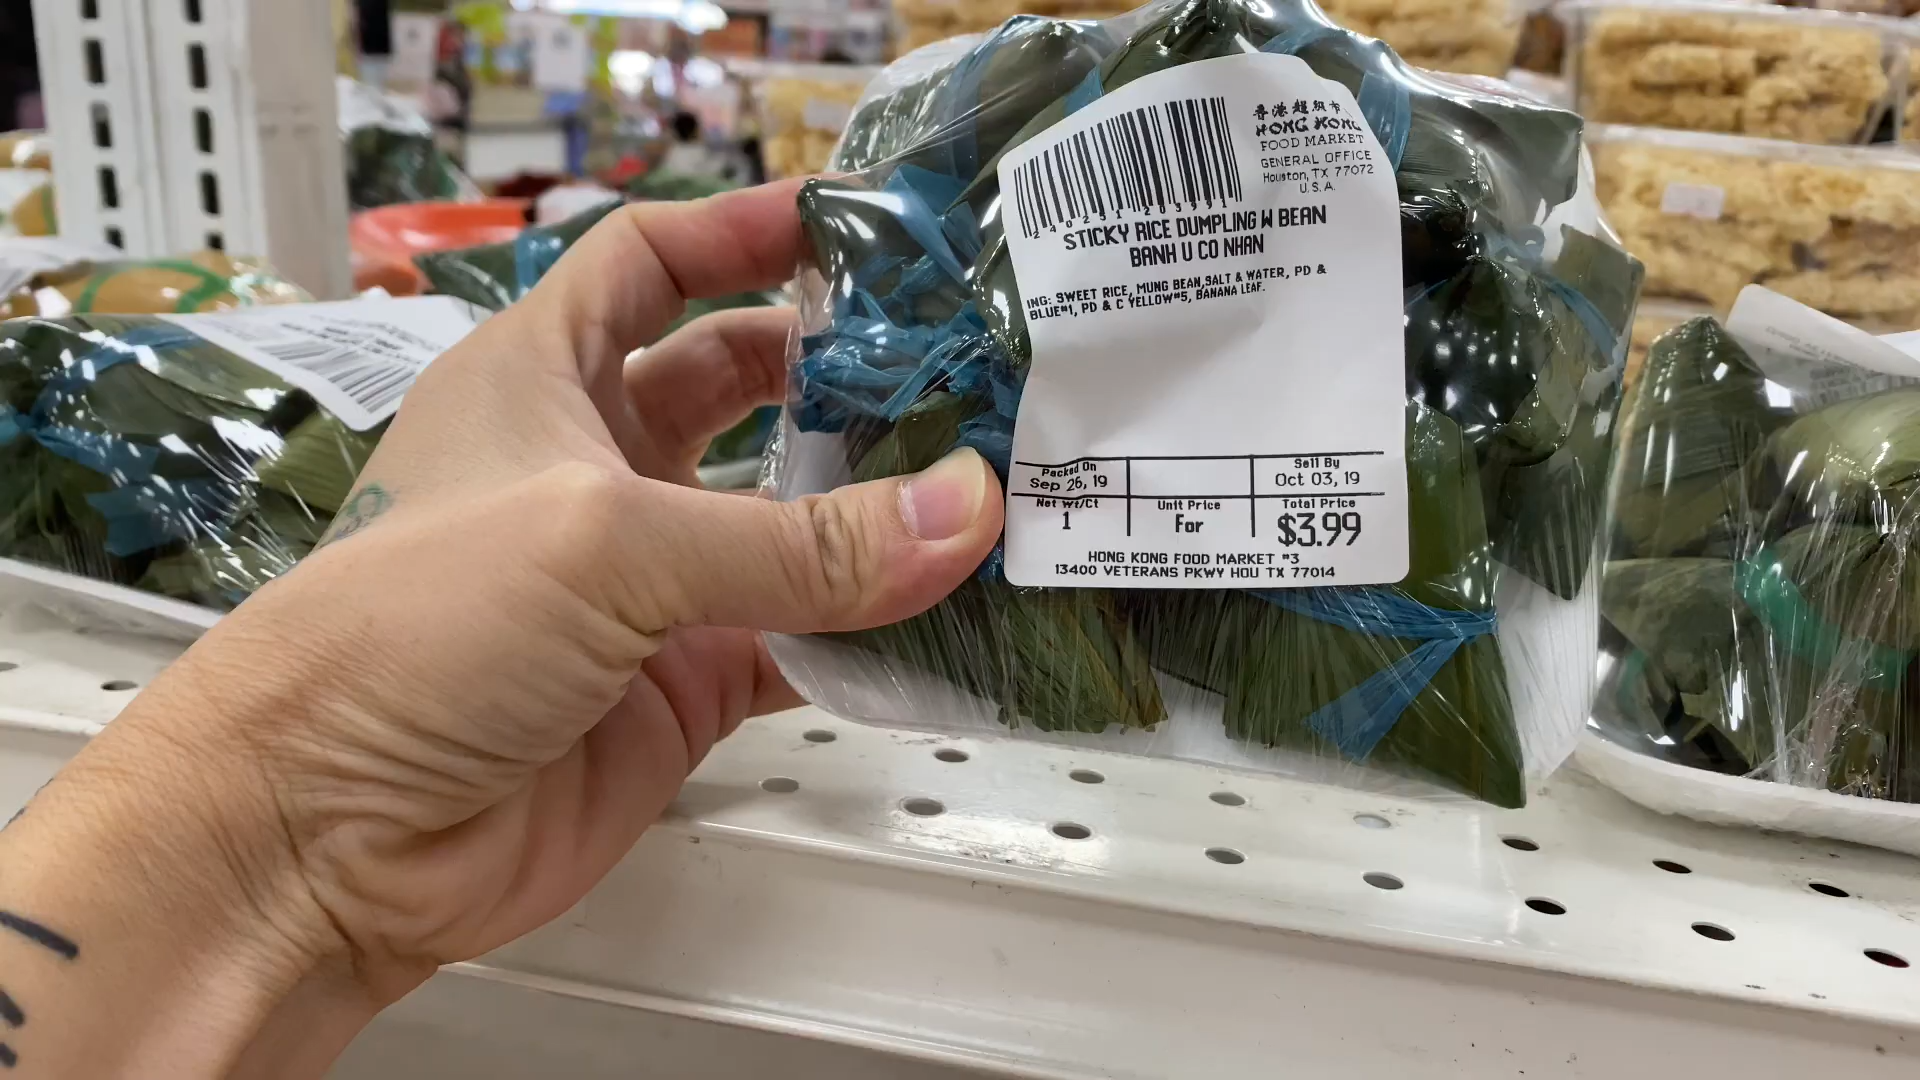 香港超級市
HONG KONG
FOOD MARKET
GENERAL OFFICE
Houston, TX 77072
U.S.A.
2 40251 203991
STICKY RICE DUMPLING W BEAN
BANH U CO NHAN
ING: SWEET RICE, MUNG BEAN,SALT & WATER, PD &
BLUE#1, PD & C YELLOW#5, BANANA LEAF.
Packed On
Sep 26, 19
Sell By
Oct 03, 19
Net Wt/Ct
1
Unit Price
For
Total Price
$3.99
HONG KONG FOOD MARKET #3
13400 VETERANS PKWY HOU TX 77014